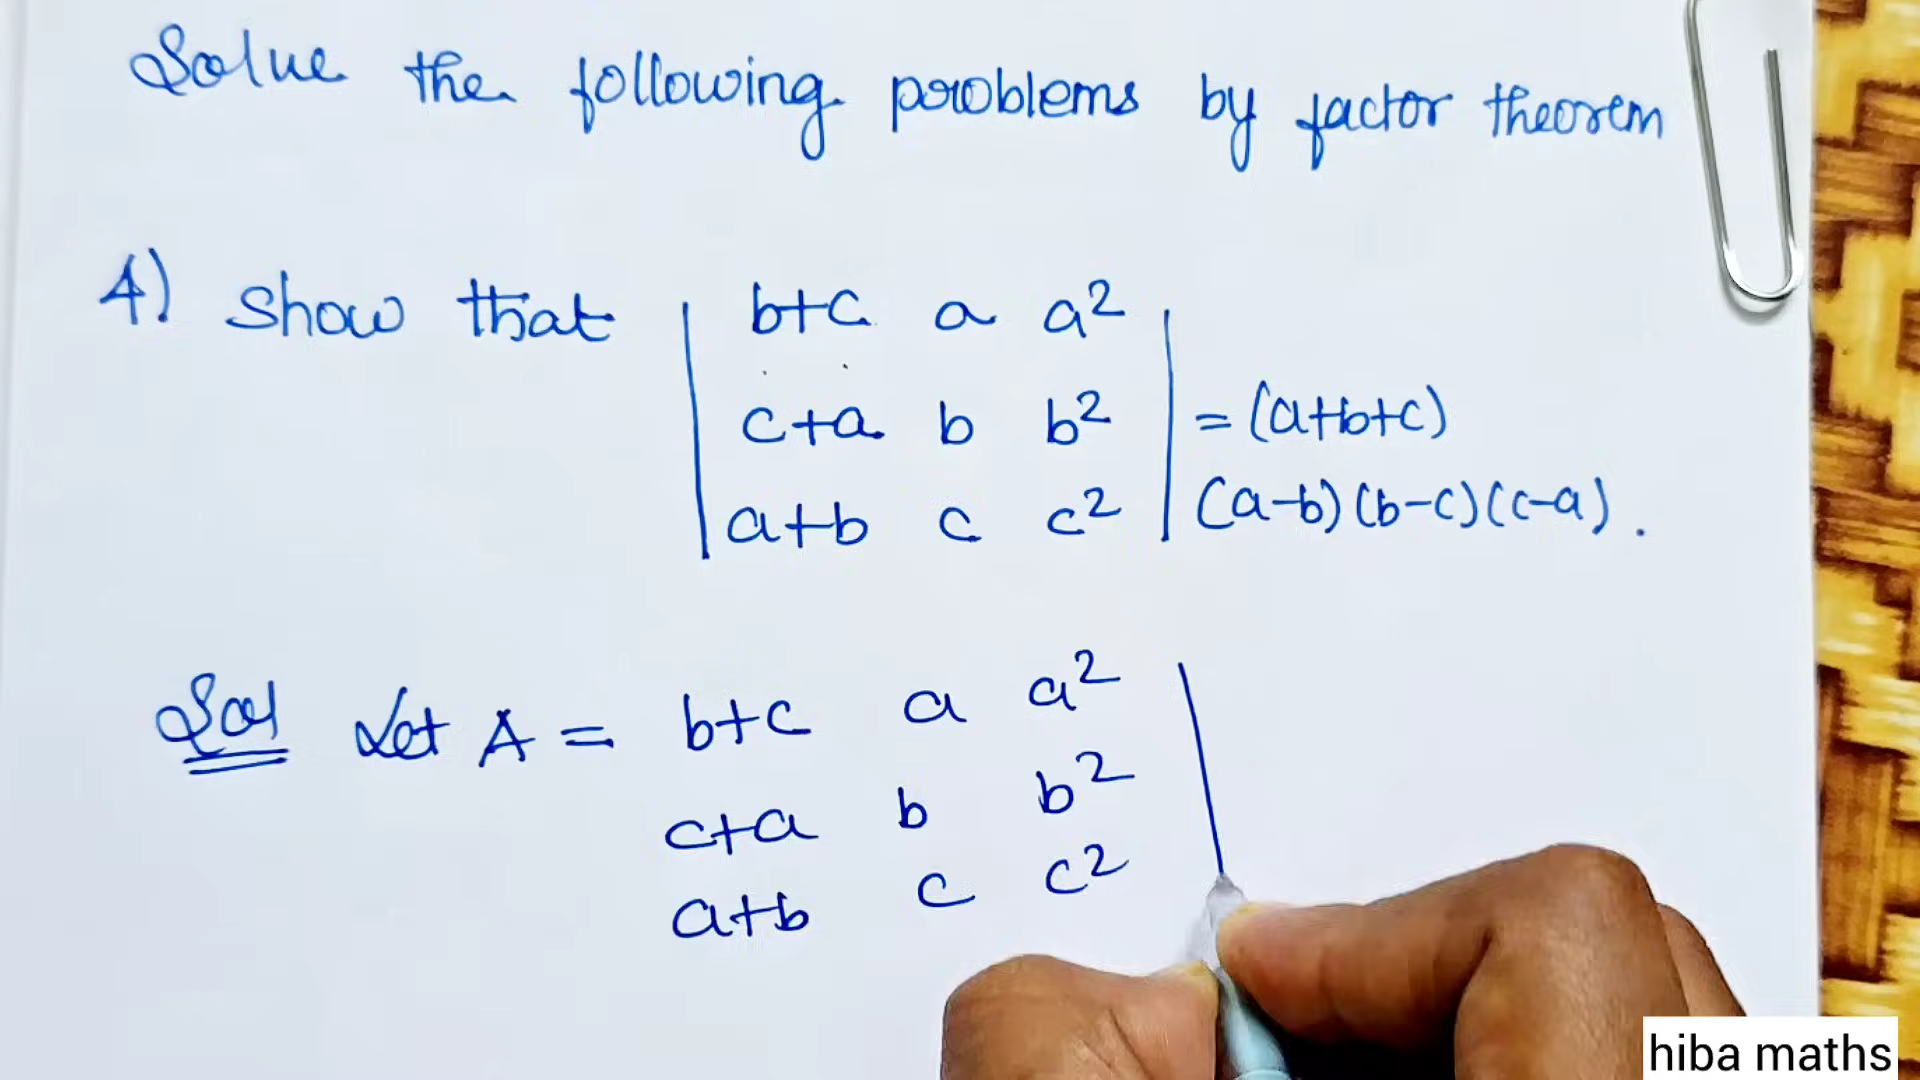 Solve the following problems by factor theorem
4) Show that | b+c a a² |
| c+a b b² | = (a+b+c)
| a+b c c² | (a-b) (b-c) (c-a) .
Sol Let A = b+c a a² |
c+a b b²
a+b c c²
hiba maths